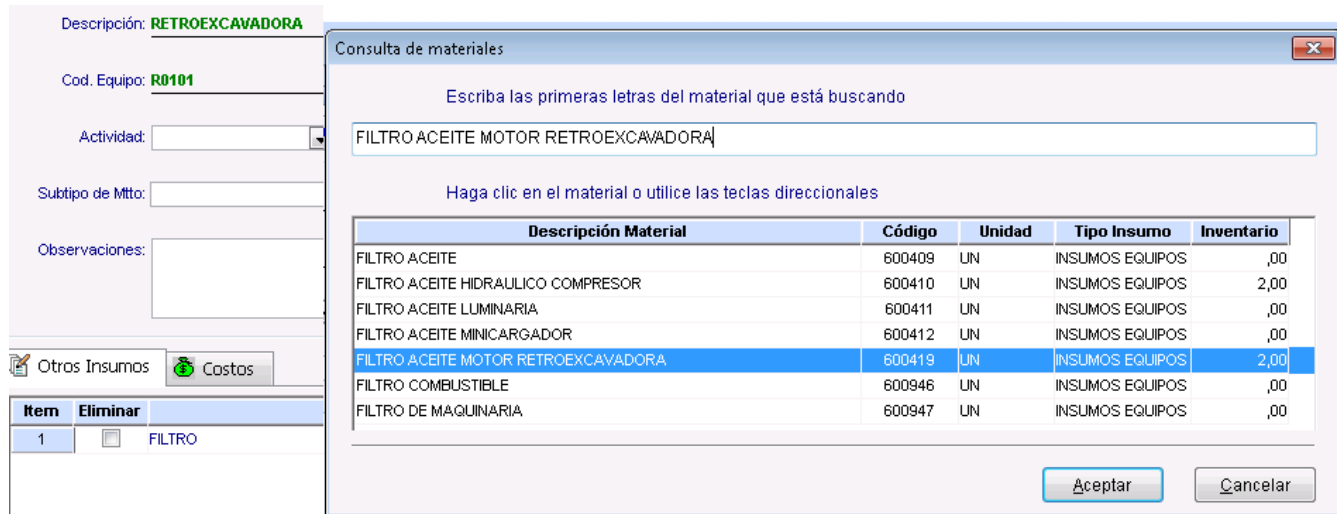 Descripción: RETROEXCAVADORA
Cod. Equipo: R0101
Actividad:
Subtipo de Mtto:
Observaciones:
Otros Insumos Costos
Item Eliminar
1 FILTRO
Consulta de materiales
Escriba las primeras letras del material que está buscando
FILTRO ACEITE MOTOR RETROEXCAVADORA
Haga clic en el material o utilice las teclas direccionales
Descripción Material Código Unidad Tipo Insumo Inventario
FILTRO ACEITE 600409 UN INSUMOS EQUIPOS ,00
FILTRO ACEITE HIDRAULICO COMPRESOR 600410 UN INSUMOS EQUIPOS 2,00
FILTRO ACEITE LUMINARIA 600411 UN INSUMOS EQUIPOS ,00
FILTRO ACEITE MINICARGADOR 600412 UN INSUMOS EQUIPOS ,00
FILTRO ACEITE MOTOR RETROEXCAVADORA 600419 UN INSUMOS EQUIPOS 2,00
FILTRO COMBUSTIBLE 600946 UN INSUMOS EQUIPOS ,00
FILTRO DE MAQUINARIA 600947 UN INSUMOS EQUIPOS ,00
Aceptar Cancelar